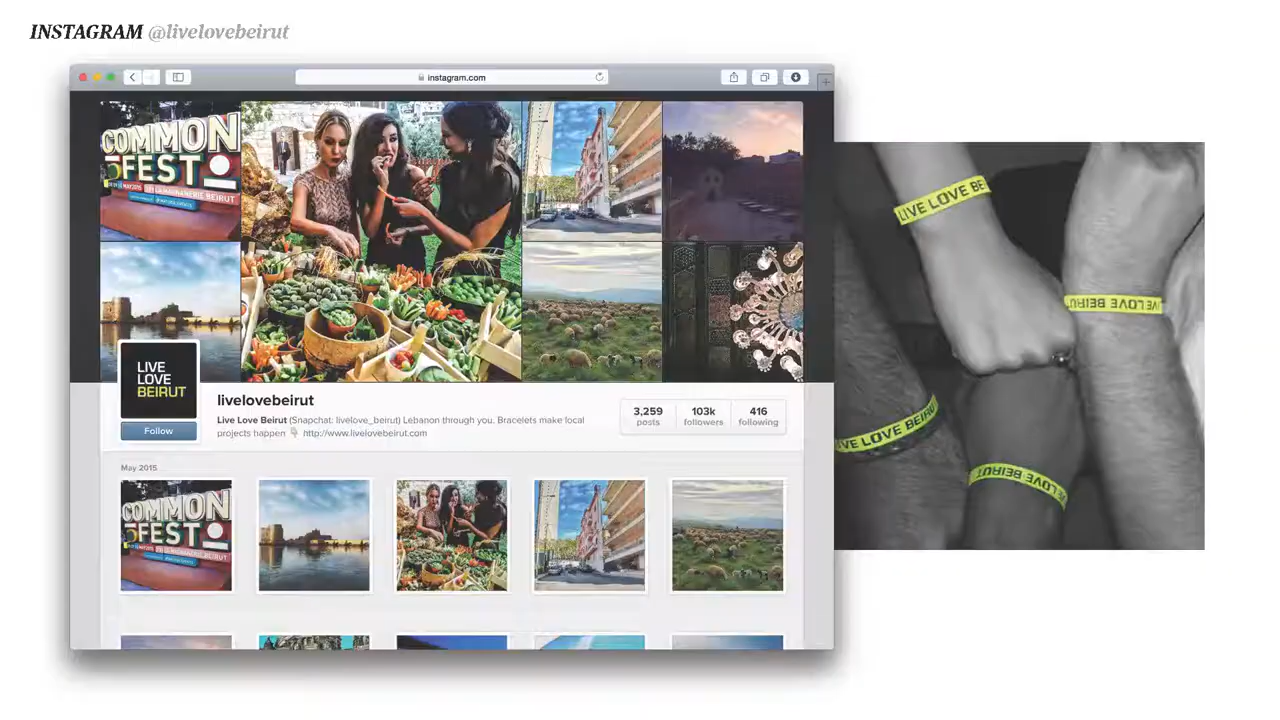 INSTAGRAM @livelovebeirut
instagram.com
COMMON
FEST
LIVE LOVE BE
LIVE LOVE BEIRUT
LIVE
LOVE
BEIRUT
Follow
livelovebeirut
Live Love Beirut (Snapchat: livelove_beirut) Lebanon through you. Bracelets make local
projects happen http://www.livelovebeirut.com
3,259 posts
103k followers
416 following
VE LOVE BEIRUT
E LOVE BEIRUT
May 2015
COMMON
FEST